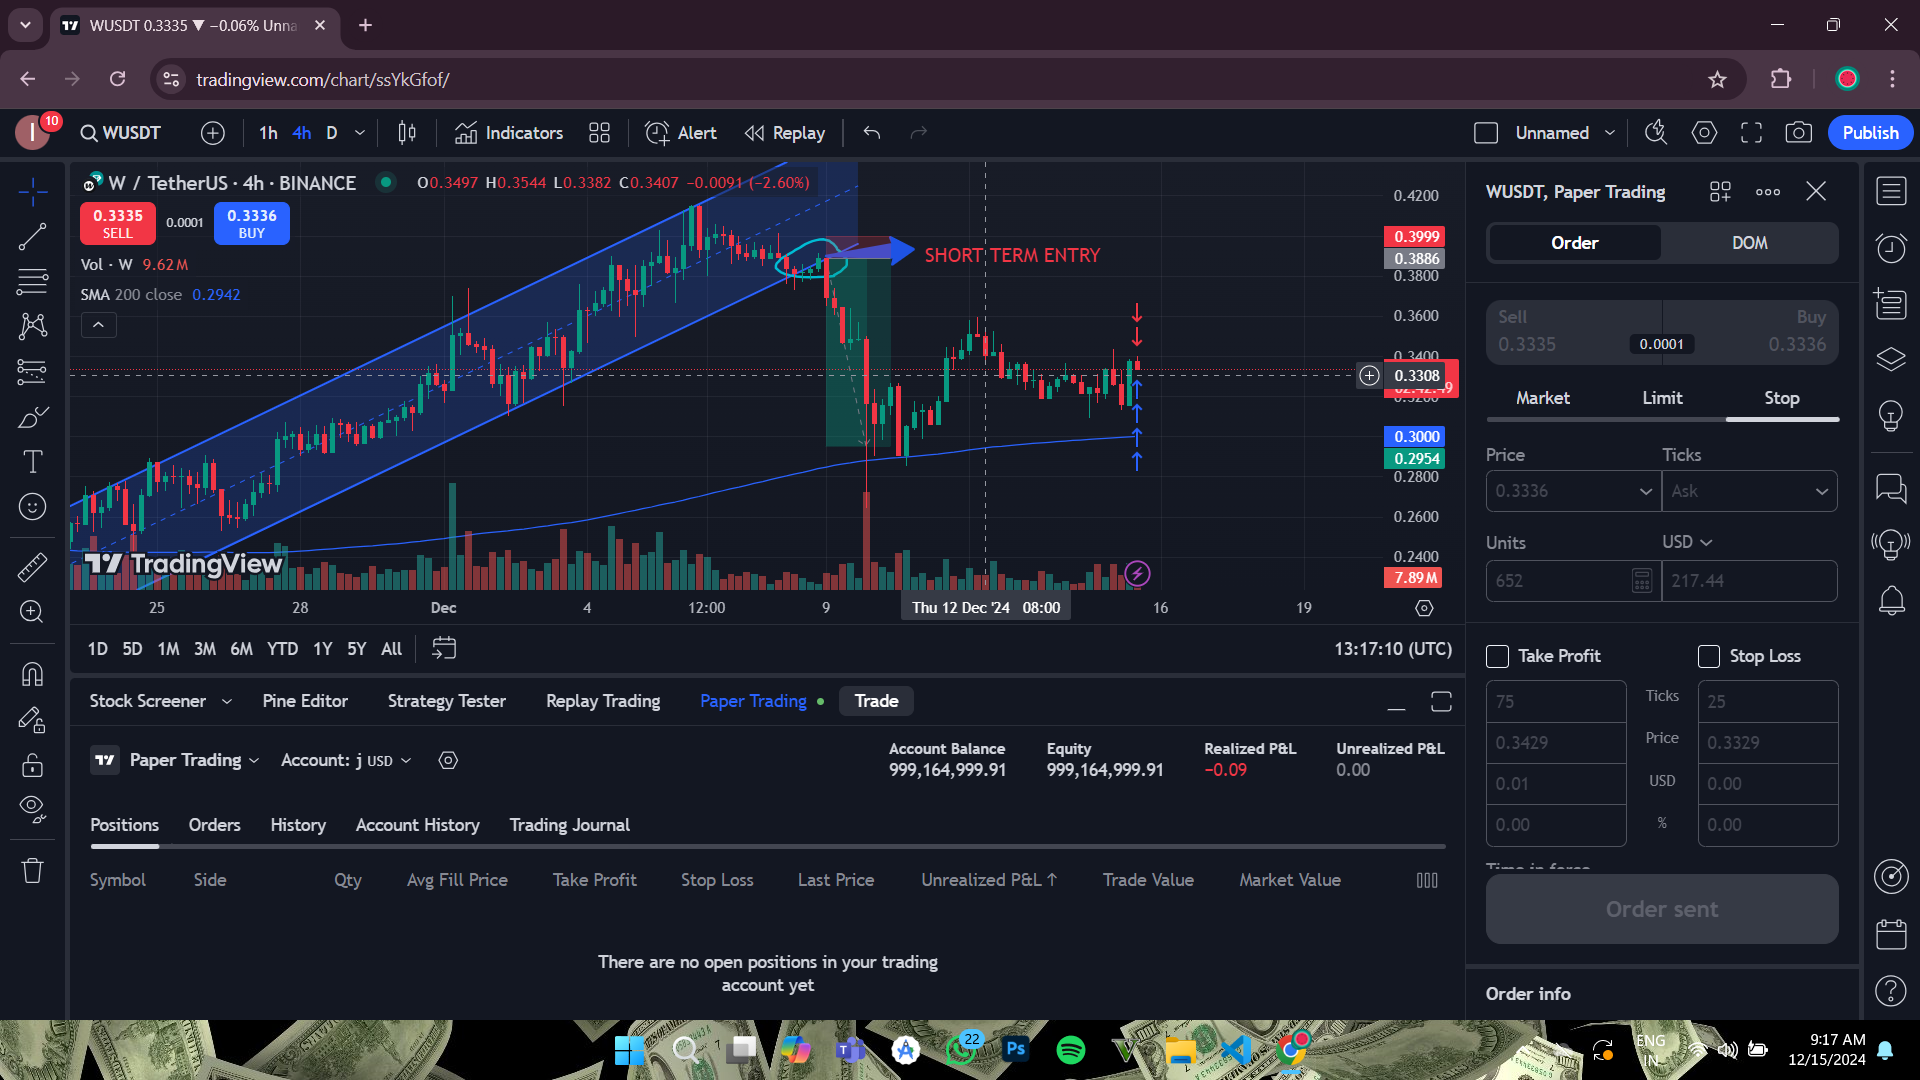 WUSDT 0.3335 ▼ −0.06% Unna
tradingview.com/chart/ssYkGfof/
I
10
WUSDT
1h 4h D
Indicators
Alert
Replay
Unnamed
Publish
W / TetherUS · 4h · BINANCE
O0.3497 H0.3544 L0.3382 C0.3407 −0.0091 (−2.60%)
0.3335
SELL
0.0001
0.3336
BUY
Vol · W 9.62 M
SMA 200 close 0.2942
SHORT TERM ENTRY
0.4200
0.3999
0.3886
0.3800
0.3600
0.3400
0.3308
0.3200
0.3000
0.2954
0.2800
0.2600
0.2400
7.89 M
TradingView
25 28 Dec 4 12:00 9 Thu 12 Dec '24 08:00 16 19
1D 5D 1M 3M 6M YTD 1Y 5Y All
13:17:10 (UTC)
WUSDT, Paper Trading
Order DOM
Sell Buy
0.3335 0.0001 0.3336
Market Limit Stop
Price Ticks
0.3336 Ask
Units USD
652 217.44
Take Profit Stop Loss
75 Ticks 25
0.3429 Price 0.3329
0.01 USD 0.00
0.00 % 0.00
Time in force
Order sent
Order info
Stock Screener Pine Editor Strategy Tester Replay Trading Paper Trading Trade
Paper Trading Account: j USD
Account Balance Equity Realized P&L Unrealized P&L
999,164,999.91 999,164,999.91 −0.09 0.00
Positions Orders History Account History Trading Journal
Symbol Side Qty Avg Fill Price Take Profit Stop Loss Last Price Unrealized P&L ↑ Trade Value Market Value
There are no open positions in your trading
account yet
22
Ps
ENG
IN
9:17 AM
12/15/2024